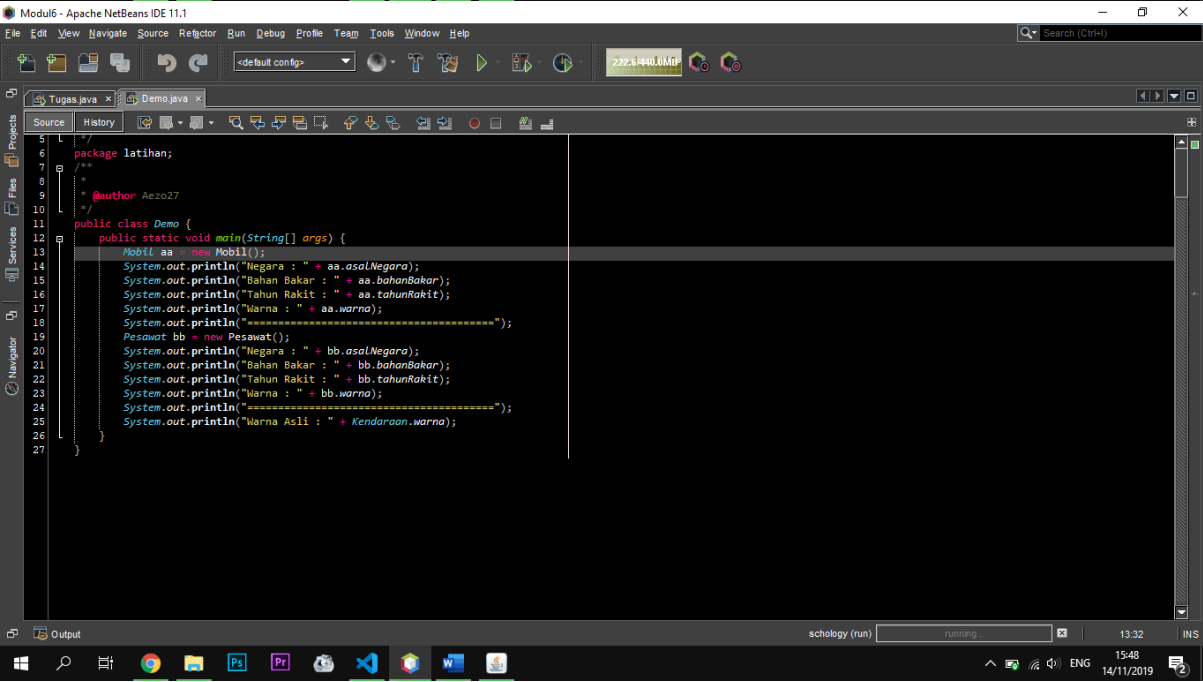 Modul6 - Apache NetBeans IDE 11.1
File Edit View Navigate Source Refactor Run Debug Profile Team Tools Window Help
Search (Ctrl+I)
<default config>
222.6/440.0MB
Tugas.java
Demo.java
Source History
Projects
Files
Services
Navigator
5 */
6 package latihan;
7 /**
8 *
9 * @author Aezo27
10 */
11 public class Demo {
12 public static void main(String[] args) {
13 Mobil aa = new Mobil();
14 System.out.println("Negara : " + aa.asalNegara);
15 System.out.println("Bahan Bakar : " + aa.bahanBakar);
16 System.out.println("Tahun Rakit : " + aa.tahunRakit);
17 System.out.println("Warna : " + aa.warna);
18 System.out.println("========================================");
19 Pesawat bb = new Pesawat();
20 System.out.println("Negara : " + bb.asalNegara);
21 System.out.println("Bahan Bakar : " + bb.bahanBakar);
22 System.out.println("Tahun Rakit : " + bb.tahunRakit);
23 System.out.println("Warna : " + bb.warna);
24 System.out.println("========================================");
25 System.out.println("Warna Asli : " + Kendaraan.warna);
26 }
27 }
Output
schology (run) running... 13:32 INS
Ps
Pr
ENG
15:48
14/11/2019
2